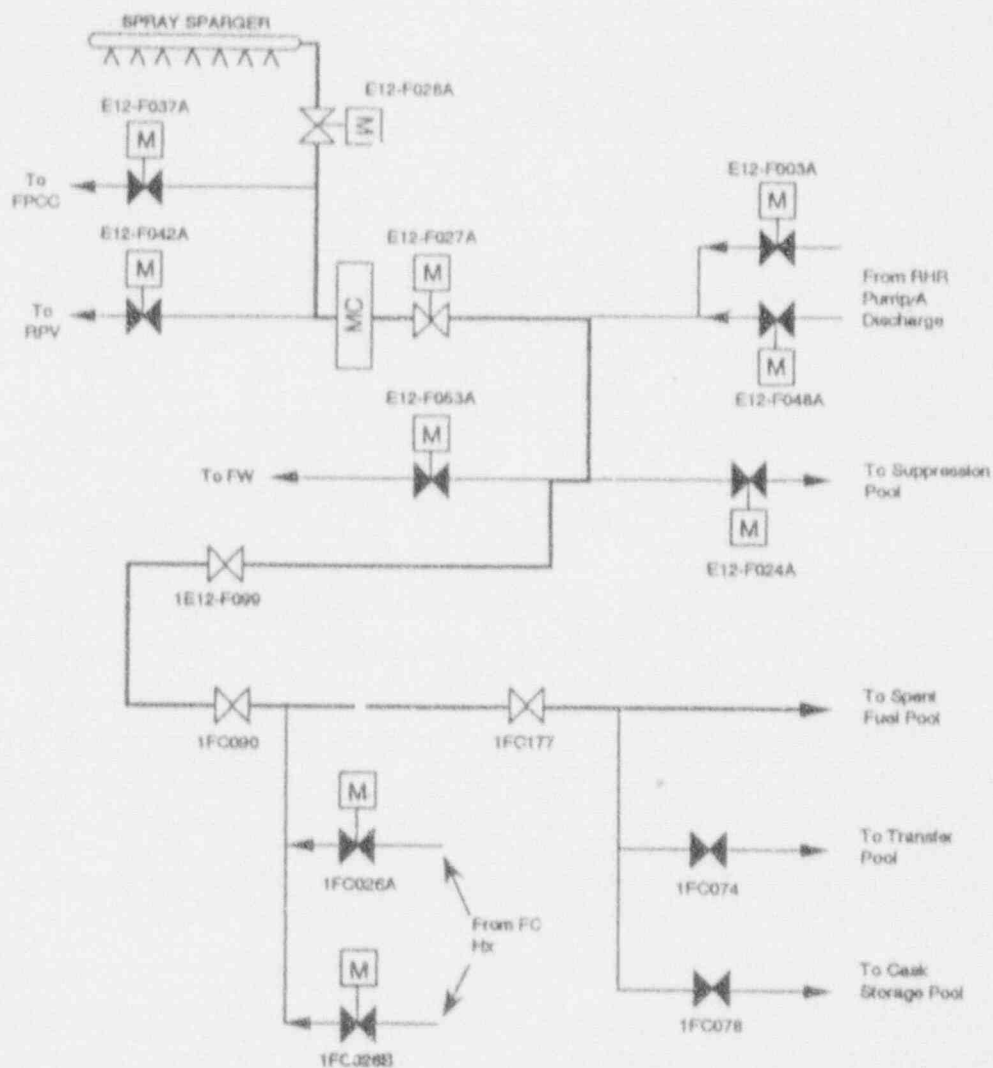 SPRAY SPARGER
E12-F028A
M
E12-F037A
M
To
FPCC
E12-F003A
M
E12-F042A
M
E12-F027A
M
From RHR
Pump/A
Discharge
To
RPV
MC
M
E12-F048A
E12-F053A
M
To FW
To Suppression
Pool
M
E12-F024A
1E12-F099
To Spent
Fuel Pool
1FC090
1FC177
M
To Transfer
Pool
1FC026A
1FC074
From FC
Hx
M
To Cask
Storage Pool
1FC026B
1FC078